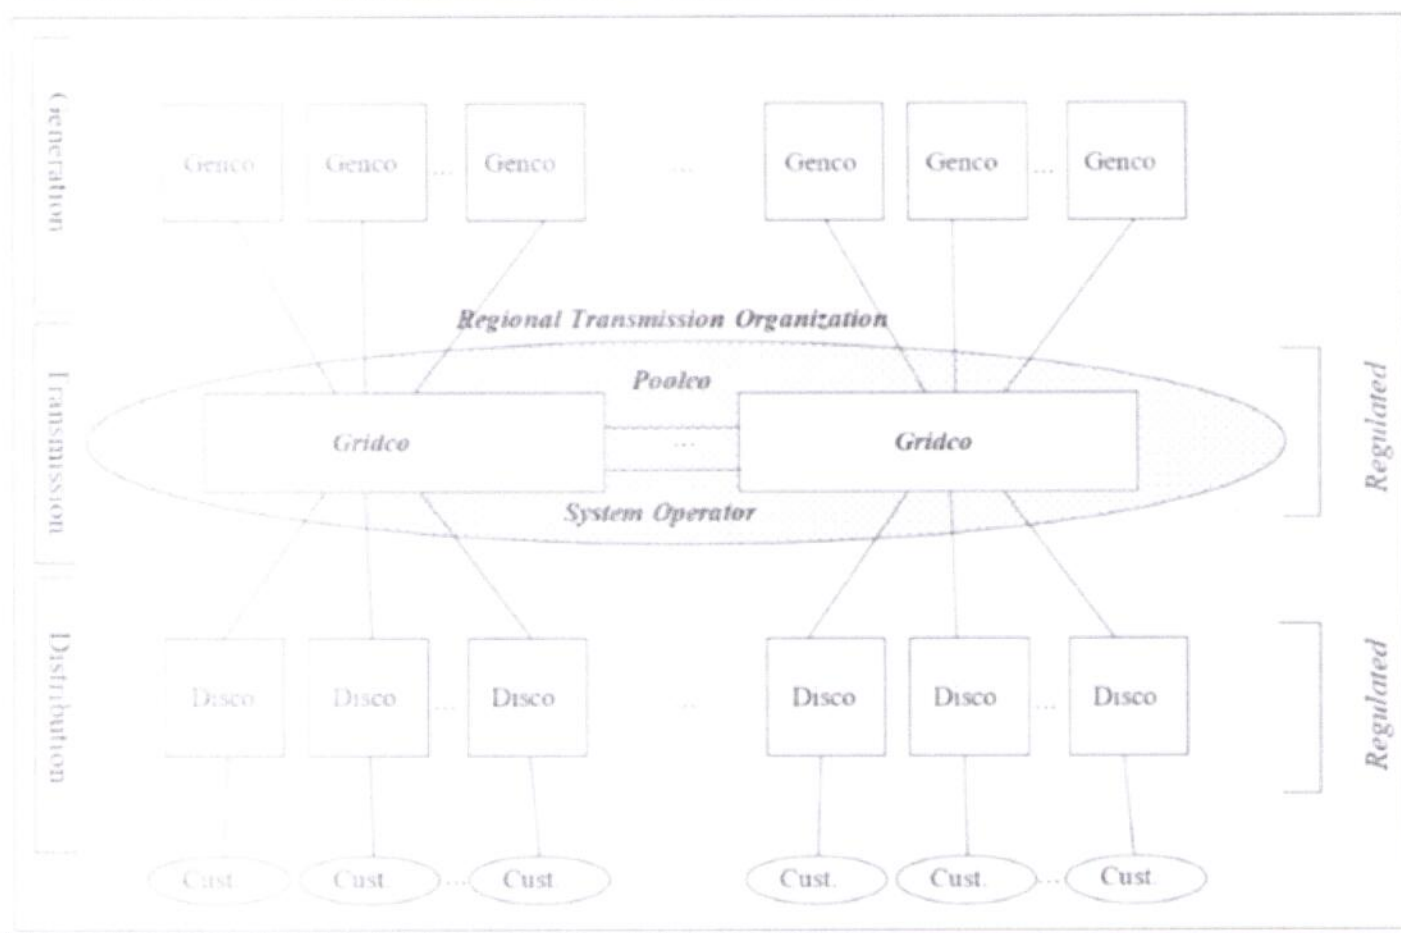 Generation
Genco Genco ... Genco ... Genco Genco ... Genco
Regional Transmission Organization
Transmission
Poolco
Gridco ... Gridco
System Operator
Regulated
Distribution
Disco Disco ... Disco ... Disco Disco ... Disco
Regulated
Cust. Cust. ... Cust. Cust. Cust. ... Cust.